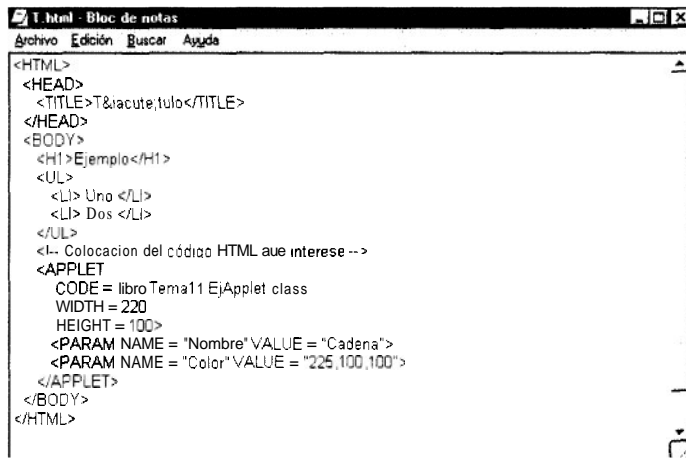 1.html - Bloc de notas
Archivo Edición Buscar Ayuda
<HTML>
<HEAD>
<TITLE>T&iacute;tulo</TITLE>
</HEAD>
<BODY>
<H1>Ejemplo</H1>
<UL>
<LI> Uno </LI>
<LI> Dos </LI>
</UL>
<!-- Colocacion del código HTML aue interese -->
<APPLET
CODE = libro Tema11 EjApplet class
WIDTH = 220
HEIGHT = 100>
<PARAM NAME = "Nombre" VALUE = "Cadena">
<PARAM NAME = "Color" VALUE = "225,100,100">
</APPLET>
</BODY>
</HTML>